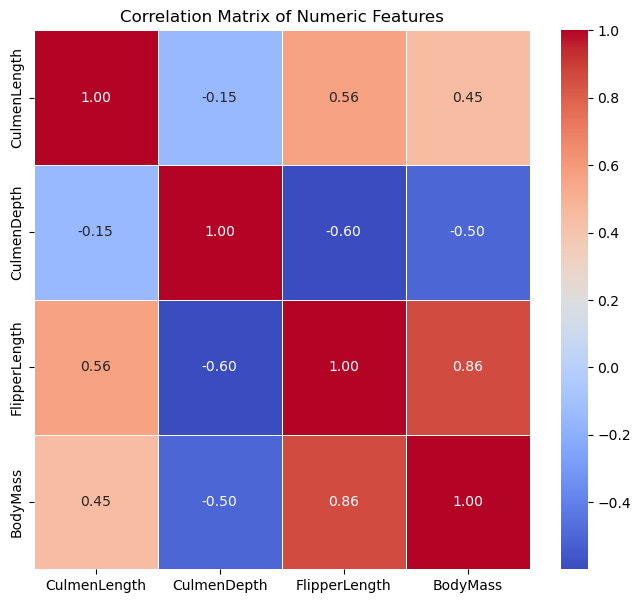 Correlation Matrix of Numeric Features
CulmenLength
1.00
-0.15
0.56
0.45
CulmenDepth
-0.15
1.00
-0.60
-0.50
FlipperLength
0.56
-0.60
1.00
0.86
BodyMass
0.45
-0.50
0.86
1.00
CulmenLength
CulmenDepth
FlipperLength
BodyMass
1.0
0.8
0.6
0.4
0.2
0.0
−0.2
−0.4